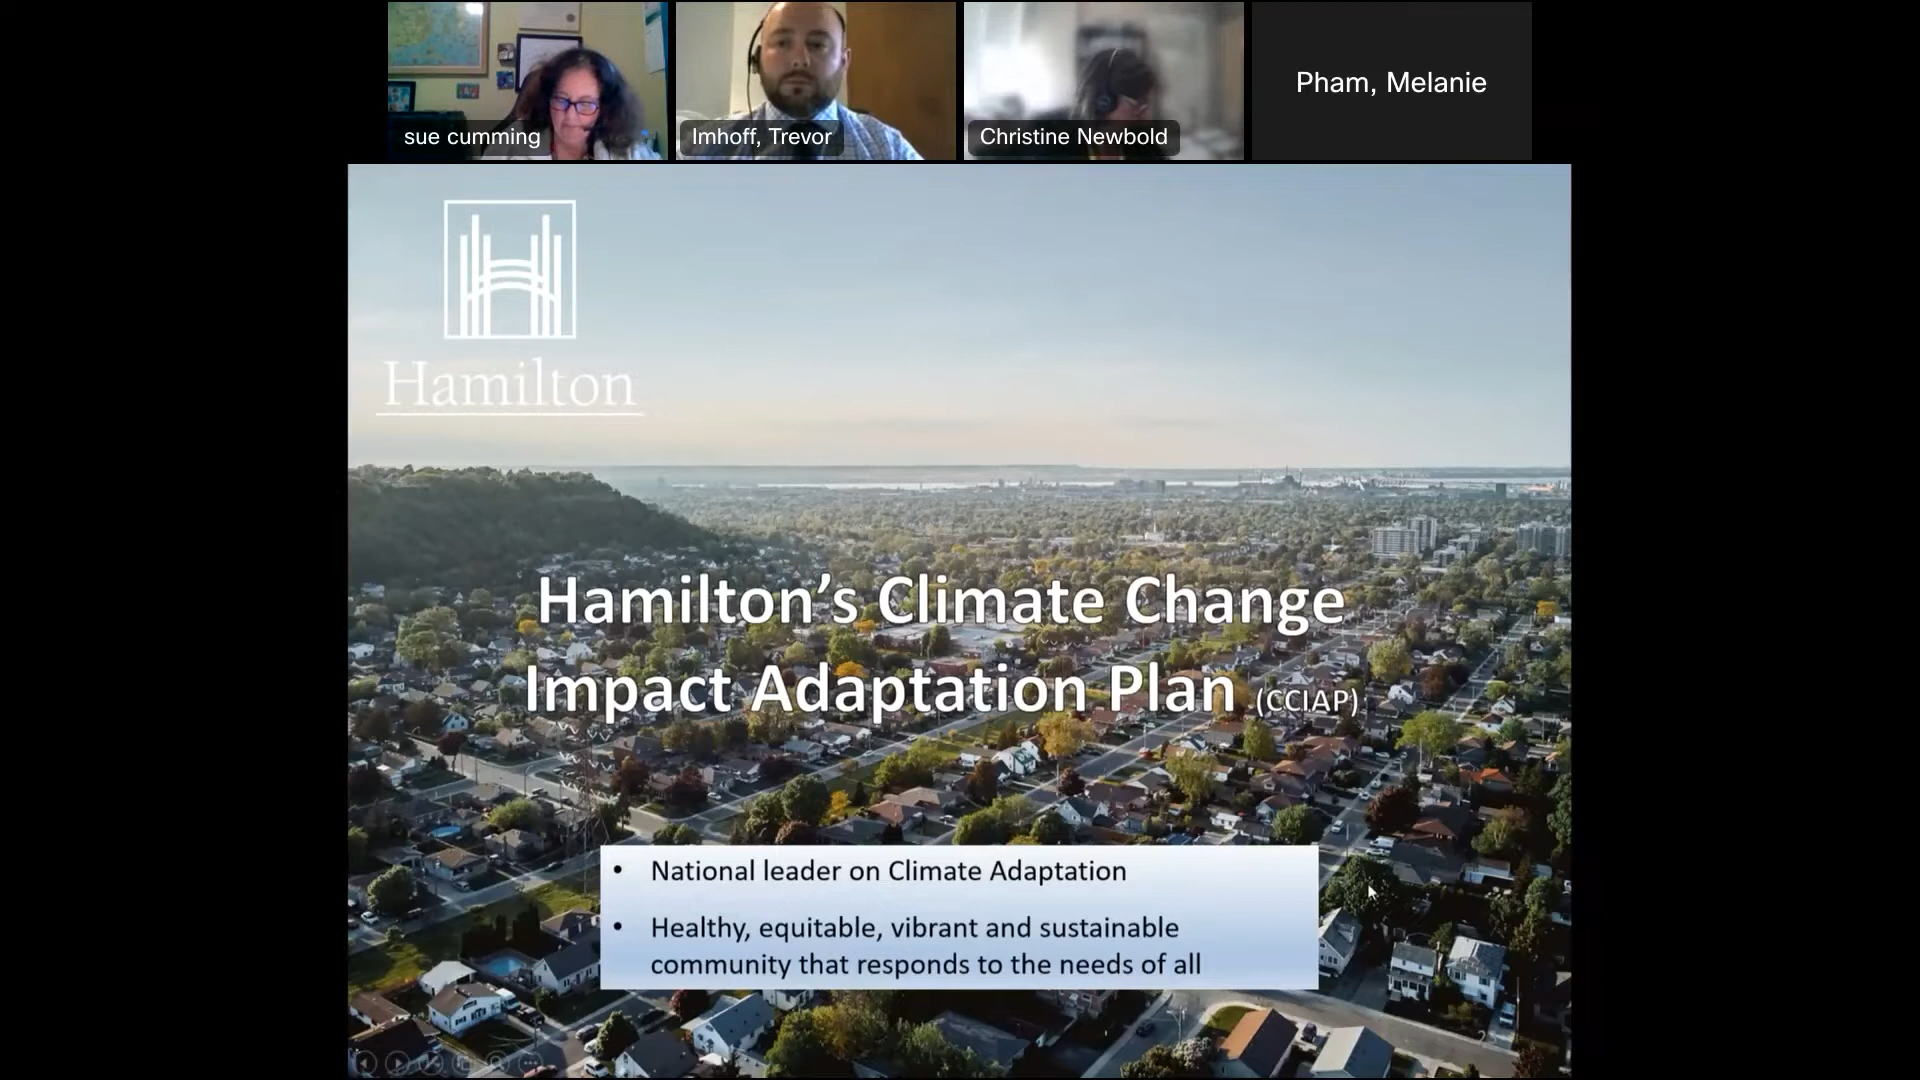 sue cumming
Imhoff, Trevor
Christine Newbold
Pham, Melanie
Hamilton
Hamilton’s Climate Change
Impact Adaptation Plan (CCIAP)
• National leader on Climate Adaptation
• Healthy, equitable, vibrant and sustainable
community that responds to the needs of all
2